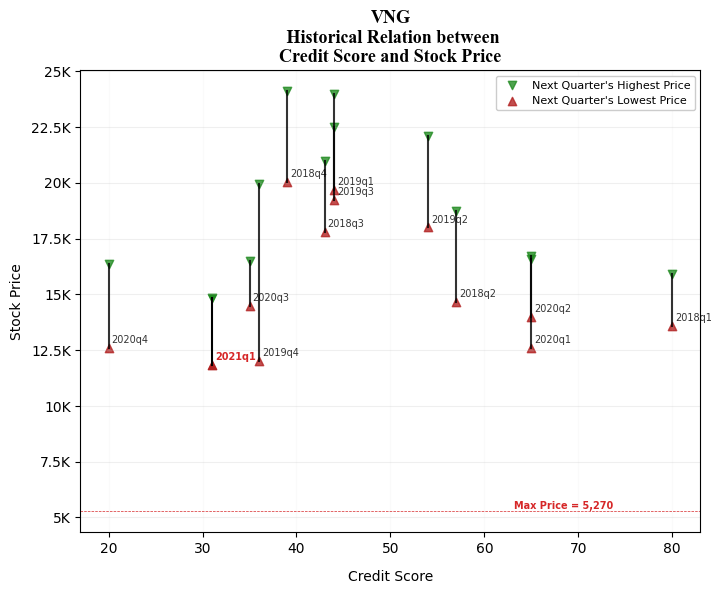 VNG
Historical Relation between
Credit Score and Stock Price
25K
Next Quarter's Highest Price
Next Quarter's Lowest Price
22.5K
20K
17.5K
15K
12.5K
10K
7.5K
5K
Stock Price
2018q4
2019q1
2019q3
2018q3
2019q2
2018q2
2020q3
2020q2
2018q1
2020q4
2020q1
2021q1
2019q4
Max Price = 5,270
20
30
40
50
60
70
80
Credit Score